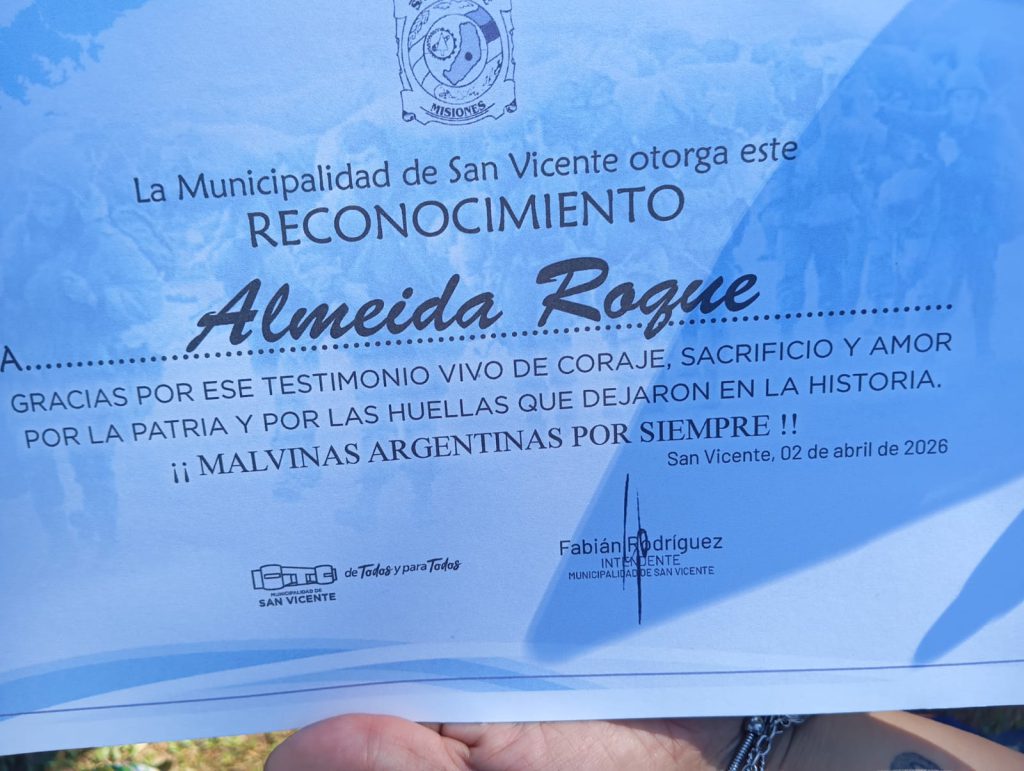 MISIONES
La Municipalidad de San Vicente otorga este
RECONOCIMIENTO
A Almeida Roque
GRACIAS POR ESE TESTIMONIO VIVO DE CORAJE, SACRIFICIO Y AMOR
POR LA PATRIA Y POR LAS HUELLAS QUE DEJARON EN LA HISTORIA.
¡¡ MALVINAS ARGENTINAS POR SIEMPRE !!
San Vicente, 02 de abril de 2026
Fabián Rodríguez
INTENDENTE
MUNICIPALIDAD DE SAN VICENTE
de Todos y para Todos
MUNICIPALIDAD DE
SAN VICENTE